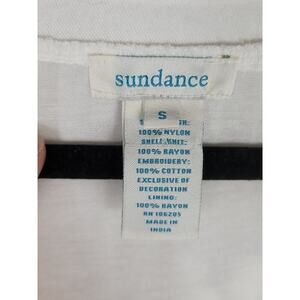 sundance
S
100% NYLON
SHELL/KNIT:
100% RAYON
EMBROIDERY:
100% COTTON
EXCLUSIVE OF
DECORATION
LINING:
100% RAYON
RN 106205
MADE IN
INDIA